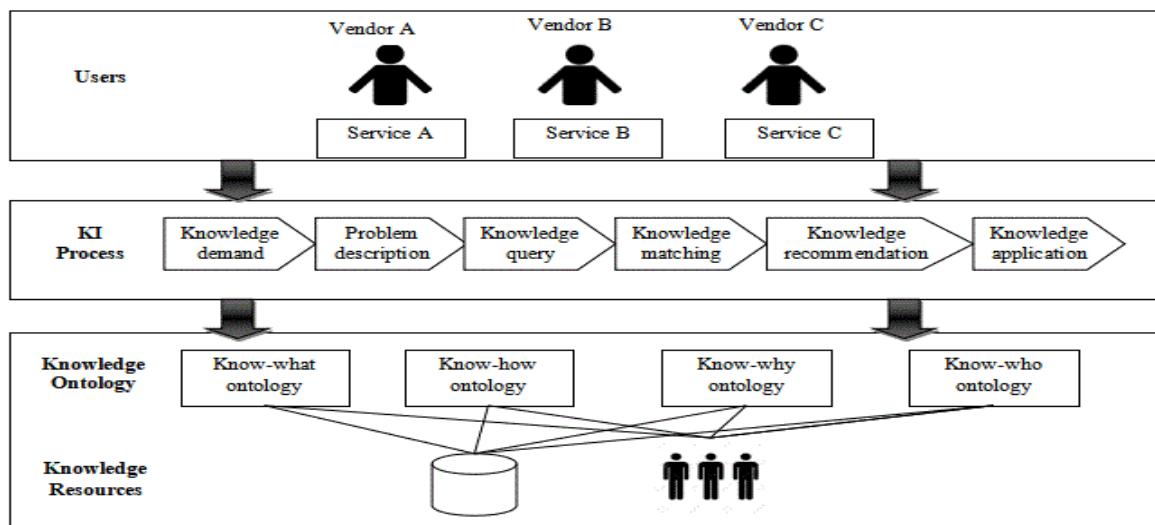 Vendor A
Vendor B
Vendor C
Users
Service A
Service B
Service C
KI
Process
Knowledge
demand
Problem
description
Knowledge
query
Knowledge
matching
Knowledge
recommendation
Knowledge
application
Knowledge
Ontology
Know-what
ontology
Know-how
ontology
Know-why
ontology
Know-who
ontology
Knowledge
Resources